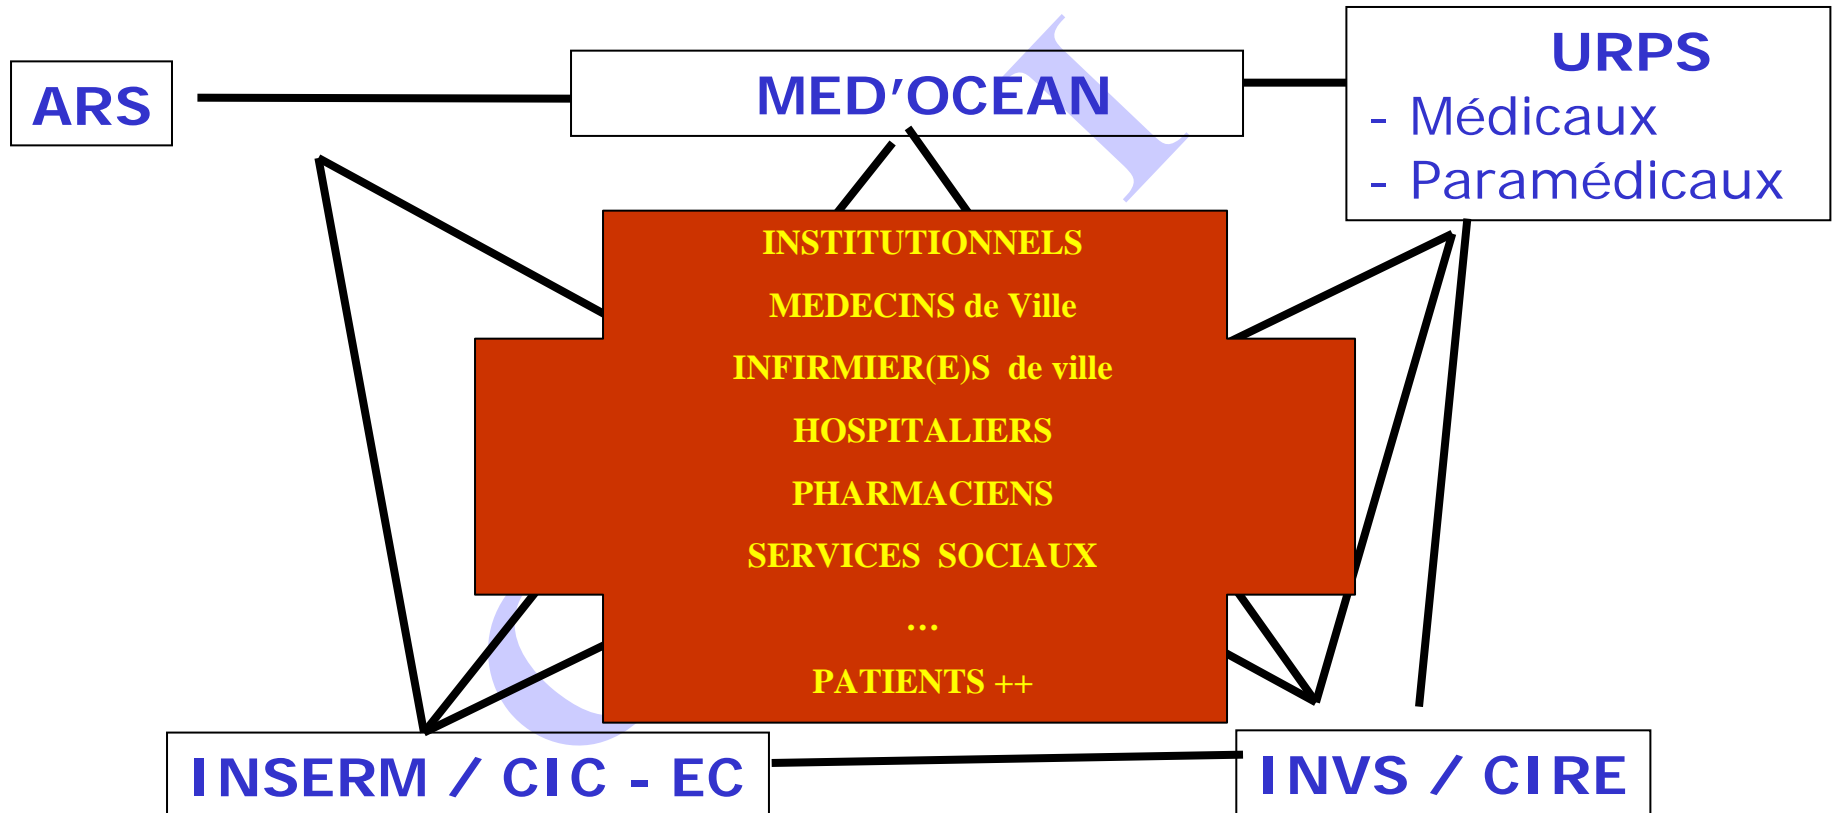 ARS
MED'OCEAN
URPS
- Médicaux
- Paramédicaux
INSTITUTIONNELS
MEDECINS de Ville
INFIRMIER(E)S de ville
HOSPITALIERS
PHARMACIENS
SERVICES SOCIAUX
...
PATIENTS ++
INSERM / CIC - EC
INVS / CIRE